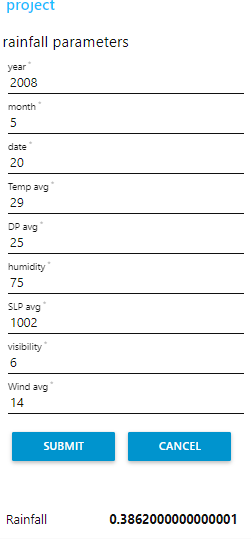 project
rainfall parameters
year *
2008
month *
5
date *
20
Temp avg *
29
DP avg *
25
humidity *
75
SLP avg *
1002
visibility *
6
Wind avg *
14
SUBMIT CANCEL
Rainfall 0.3862000000000001